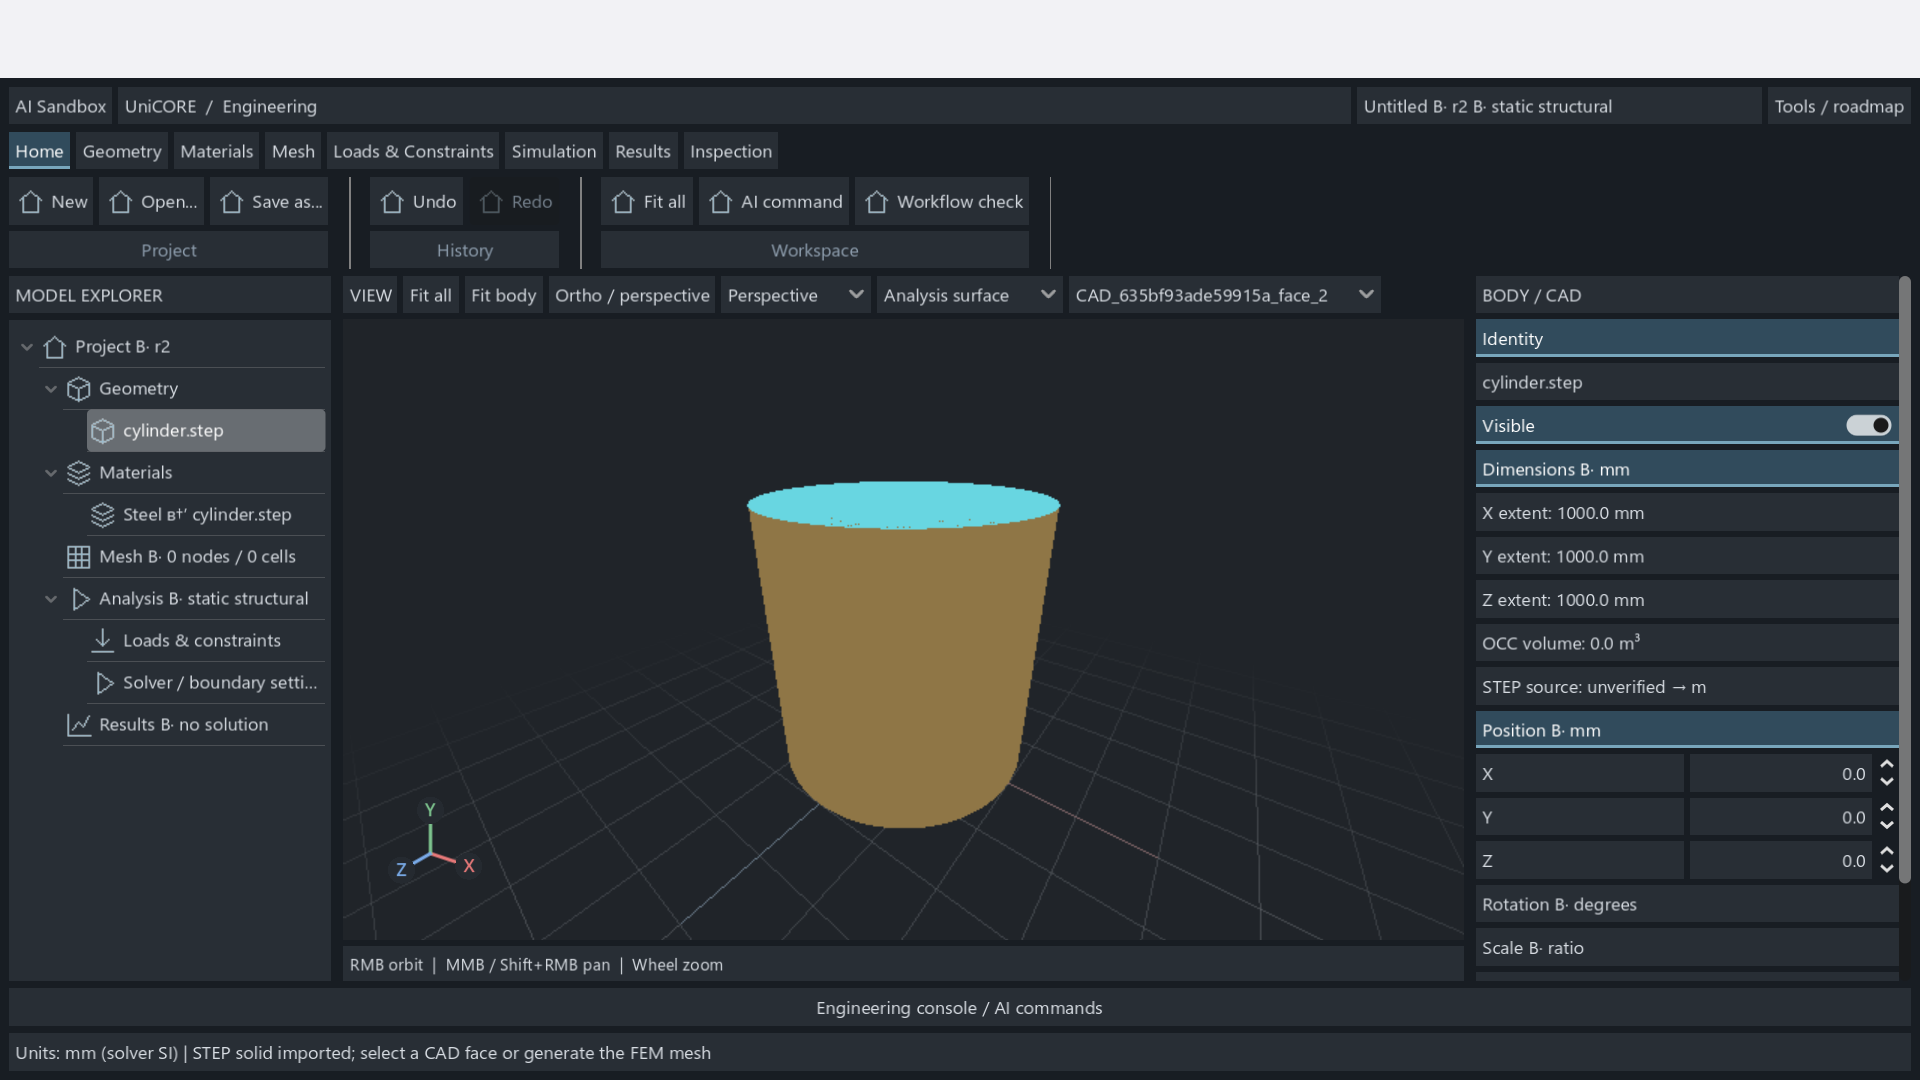 AI Sandbox UniCORE / Engineering Untitled В· r2 В· static structural Tools / roadmap
Home Geometry Materials Mesh Loads & Constraints Simulation Results Inspection
New Open... Save as... Undo Redo Fit all AI command Workflow check
Project History Workspace
MODEL EXPLORER
Project В· r2
Geometry
cylinder.step
Materials
Steel в†’ cylinder.step
Mesh В· 0 nodes / 0 cells
Analysis В· static structural
Loads & constraints
Solver / boundary setti...
Results В· no solution
VIEW Fit all Fit body Ortho / perspective Perspective Analysis surface CAD_635bf93ade59915a_face_2
Y
Z X
RMB orbit | MMB / Shift+RMB pan | Wheel zoom
BODY / CAD
Identity
cylinder.step
Visible
Dimensions В· mm
X extent: 1000.0 mm
Y extent: 1000.0 mm
Z extent: 1000.0 mm
OCC volume: 0.0 m³
STEP source: unverified → m
Position В· mm
X 0.0
Y 0.0
Z 0.0
Rotation В· degrees
Scale В· ratio
Engineering console / AI commands
Units: mm (solver SI) | STEP solid imported; select a CAD face or generate the FEM mesh